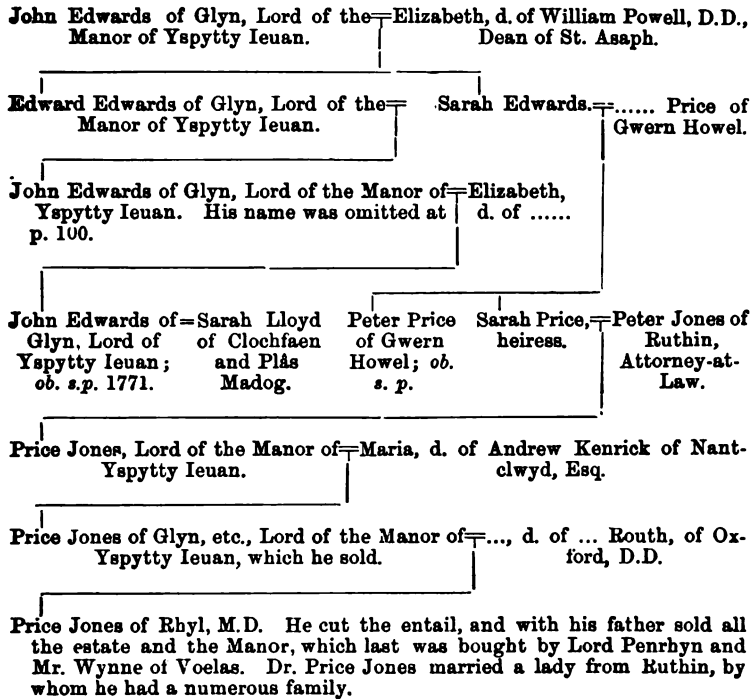 John Edwards of Glyn, Lord of the Manor of Yspytty Ieuan.
Elizabeth, d. of William Powell, D.D., Dean of St. Asaph.
Edward Edwards of Glyn, Lord of the Manor of Yspytty Ieuan.
Sarah Edwards.
...... Price of Gwern Howel.
John Edwards of Glyn, Lord of the Manor of Yspytty Ieuan. His name was omitted at p. 100.
Elizabeth, d. of ......
John Edwards of Glyn, Lord of Yspytty Ieuan; ob. s.p. 1771.
=Sarah Lloyd of Clochfaen and Plâs Madog.
Peter Price of Gwern Howel; ob. s. p.
Sarah Price, heiress.
Peter Jones of Ruthin, Attorney-at-Law.
Price Jones, Lord of the Manor of Yspytty Ieuan.
Maria, d. of Andrew Kenrick of Nantclwyd, Esq.
Price Jones of Glyn, etc., Lord of the Manor of Yspytty Ieuan, which he sold.
..., d. of ... Routh, of Oxford, D.D.
Price Jones of Rhyl, M.D. He cut the entail, and with his father sold all
the estate and the Manor, which last was bought by Lord Penrhyn and
Mr. Wynne of Voelas. Dr. Price Jones married a lady from Ruthin, by
whom he had a numerous family.